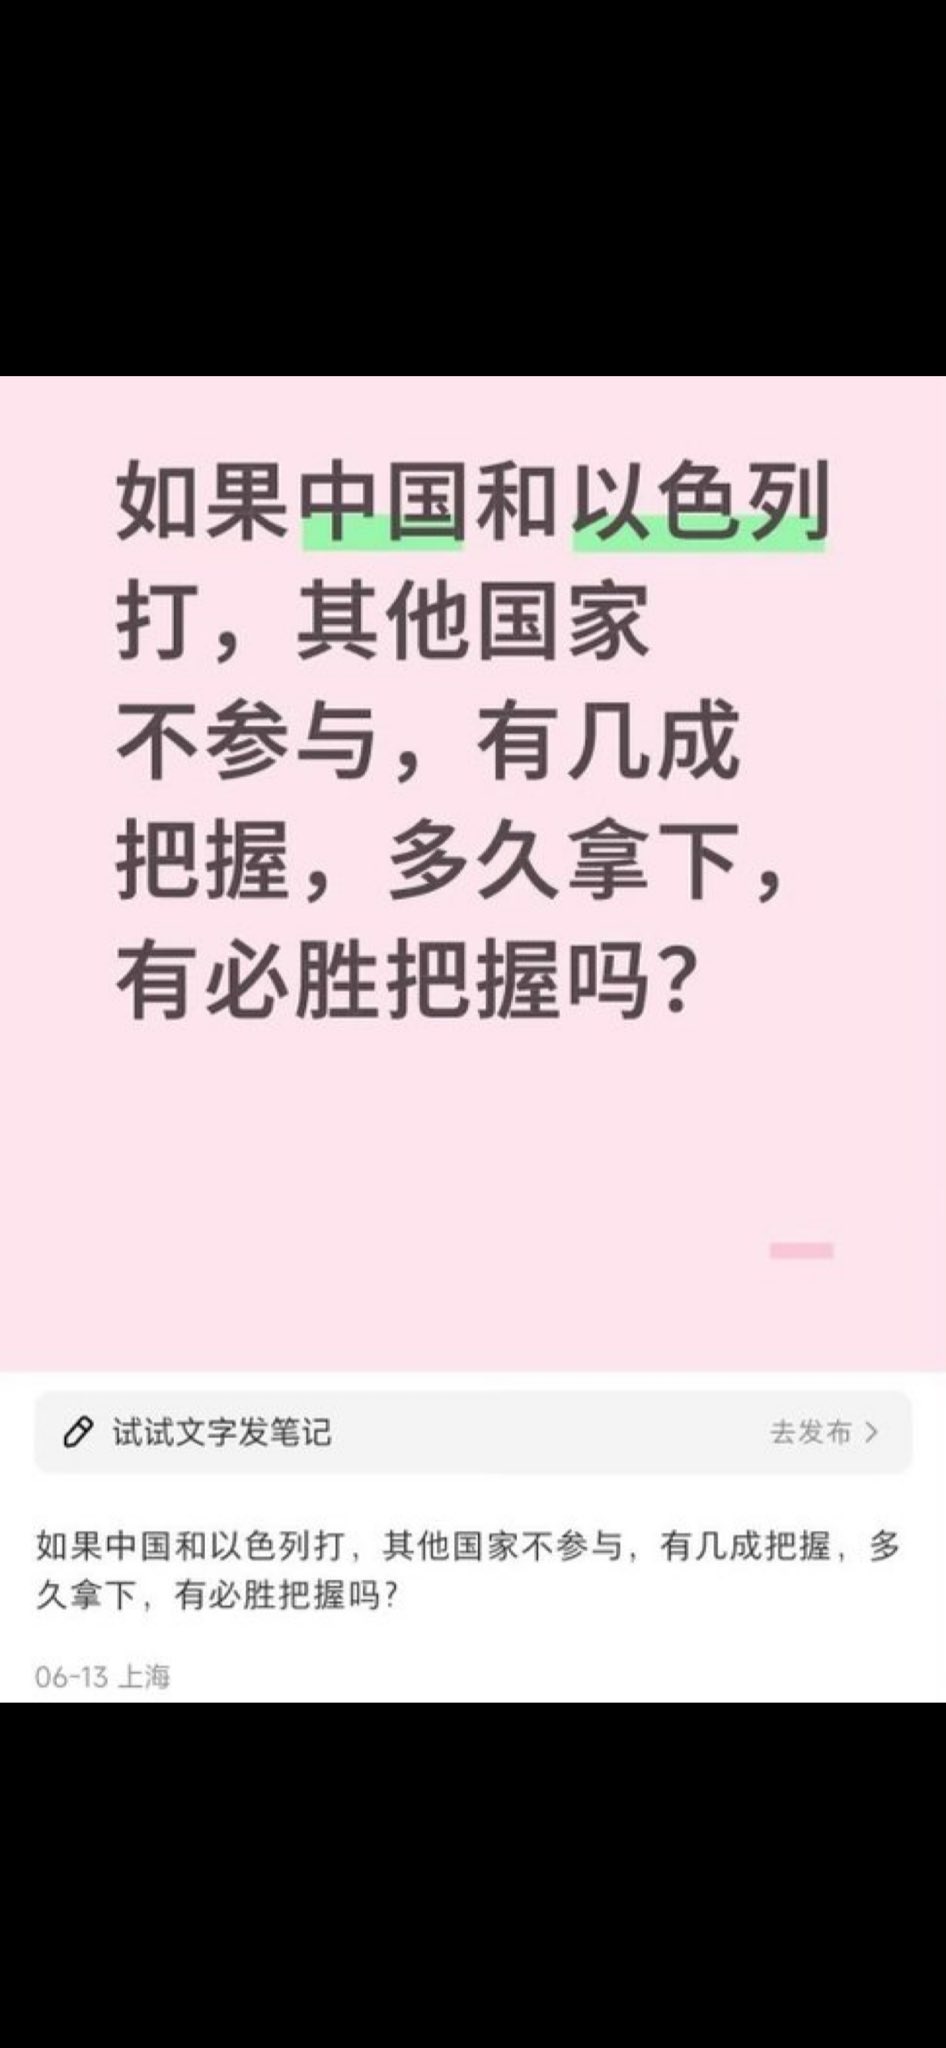 如果中国和以色列
打，其他国家
不参与，有几成
把握，多久拿下，
有必胜把握吗？
试试文字发笔记
去发布 >
如果中国和以色列打，其他国家不参与，有几成把握，多
久拿下，有必胜把握吗？
06-13 上海